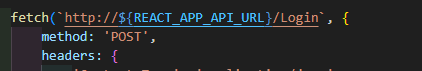 fetch(`http://${REACT_APP_API_URL}/Login`, {
method: 'POST',
headers: {